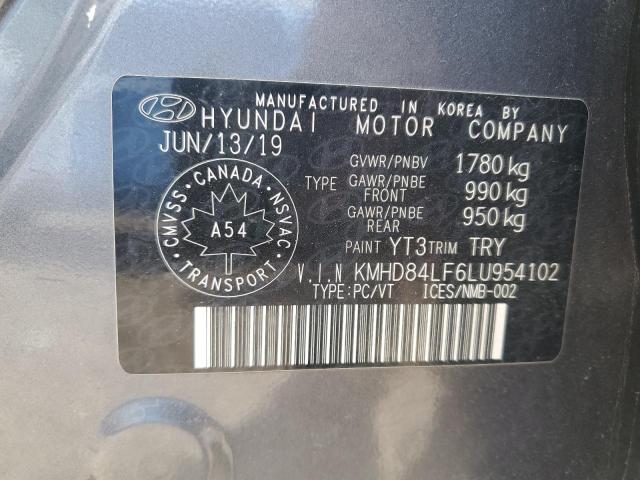 MANUFACTURED IN KOREA BY
HYUNDAI MOTOR COMPANY
JUN/13/19
GVWR/PNBV 1780 kg
TYPE GAWR/PNBE FRONT 990 kg
GAWR/PNBE REAR 950 kg
PAINT YT3 TRIM TRY
CMVSS · CANADA · NSVAC
A54
TRANSPORT
V.I.N KMHD84LF6LU954102
TYPE:PC/VT ICES/NMB-002